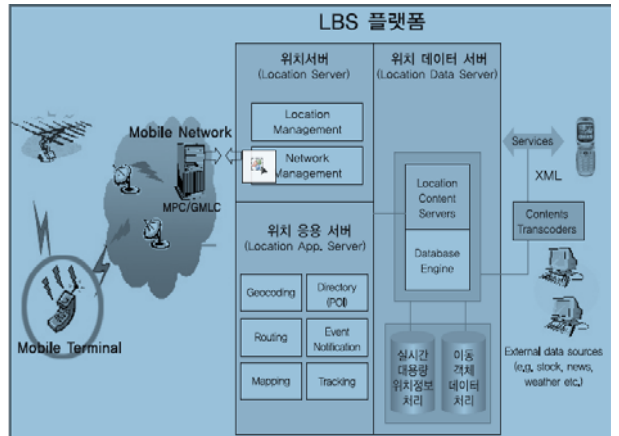 LBS 플랫폼
위치서버
(Location Server)
위치 데이터 서버
(Location Data Server)
Location
Management
Mobile Network
Network
Management
MPC/GMLC
Services
XML
Location
Content
Servers
Database
Engine
Contents
Transcoders
위치 응용 서버
(Location App. Server)
Geocoding
Directory
(POI)
Routing
Event
Notification
Mapping
Tracking
Mobile Terminal
실시간
대용량
위치정보
처리
이동
객체
데이터
처리
External data sources
(e.g. stock, news,
weather etc.)